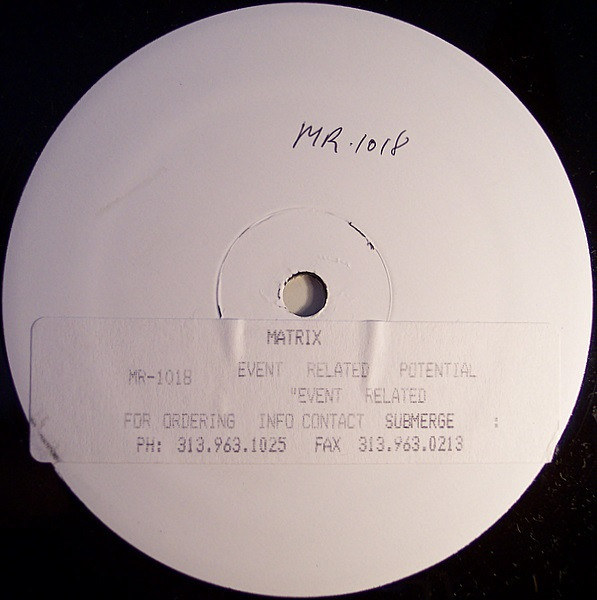 MR-1018
MATRIX
MR-1018 EVENT RELATED POTENTIAL
"EVENT RELATED
FOR ORDERING INFO CONTACT SUBMERGE :
PH: 313.963.1025 FAX 313.963.0213